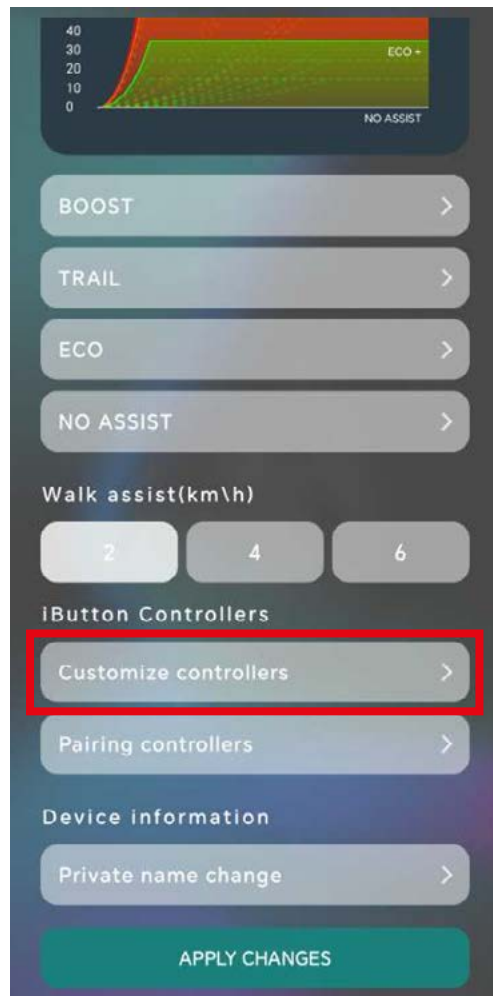 40
30
ECO +
20
10
0
NO ASSIST
BOOST
TRAIL
ECO
NO ASSIST
Walk assist(km\h)
2 4 6
iButton Controllers
Customize controllers
Pairing controllers
Device information
Private name change
APPLY CHANGES